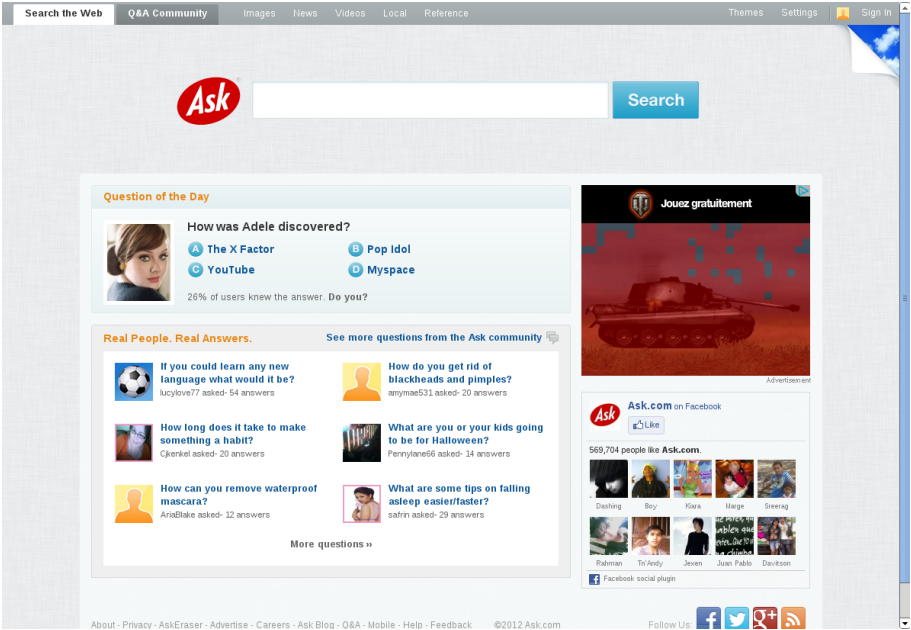 Search the Web Q&A Community Images News Videos Local Reference Themes Settings Sign In
Ask
Search
Question of the Day
How was Adele discovered?
A The X Factor
B Pop Idol
C YouTube
D Myspace
26% of users knew the answer. Do you?
Jouez gratuitement
Advertisement
Real People. Real Answers.
See more questions from the Ask community
If you could learn any new
language what would it be?
lucylove77 asked- 54 answers
How do you get rid of
blackheads and pimples?
amymae531 asked- 20 answers
How long does it take to make
something a habit?
Cjkenkel asked- 20 answers
What are you or your kids going
to be for Halloween?
Pennylane66 asked- 14 answers
How can you remove waterproof
mascara?
AriaBlake asked- 12 answers
What are some tips on falling
asleep easier/faster?
safrin asked- 29 answers
More questions »
Ask
Ask.com on Facebook
Like
569,704 people like Ask.com.
Dashing Boy Kiara Marge Sreerag
Rahman Tn'Andy Jexen Juan Pablo Davitson
Facebook social plugin
About - Privacy - AskEraser - Advertise - Careers - Ask Blog - Q&A - Mobile - Help - Feedback ©2012 Ask.com
Follow Us: